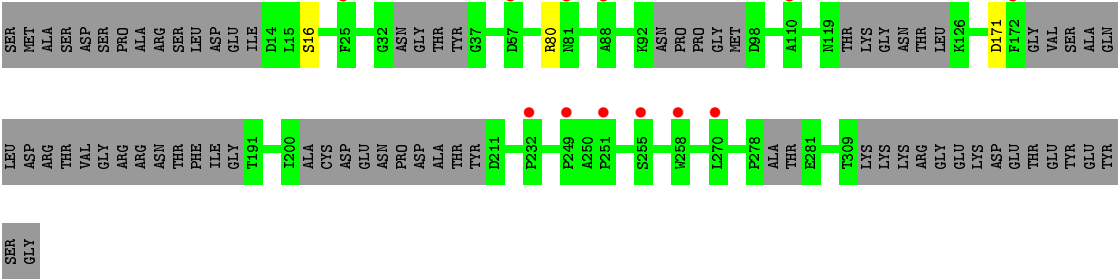 SER MET ALA SER ASP SER PRO ALA ARG SER LEU ASP GLU ILE D14 L15 S16 F25 G32 ASN GLY THR TYR G37 D57 R80 N81 A88 K92 ASN PRO PRO GLY MET D98 A110 N119 THR LYS GLY ASN THR LEU K126 D171 F172 GLY VAL SER ALA GLN
LEU ASP ARG THR VAL GLY ARG ARG ASN THR PHE ILE GLY T191 I200 ALA CYS ASP GLU ASN PRO ASP ALA THR TYR D211 P232 P249 A250 P251 S255 W258 L270 P278 ALA THR E281 T309 LYS LYS LYS ARG GLY GLU LYS ASP GLU THR GLU TYR GLU TYR
SER GLY